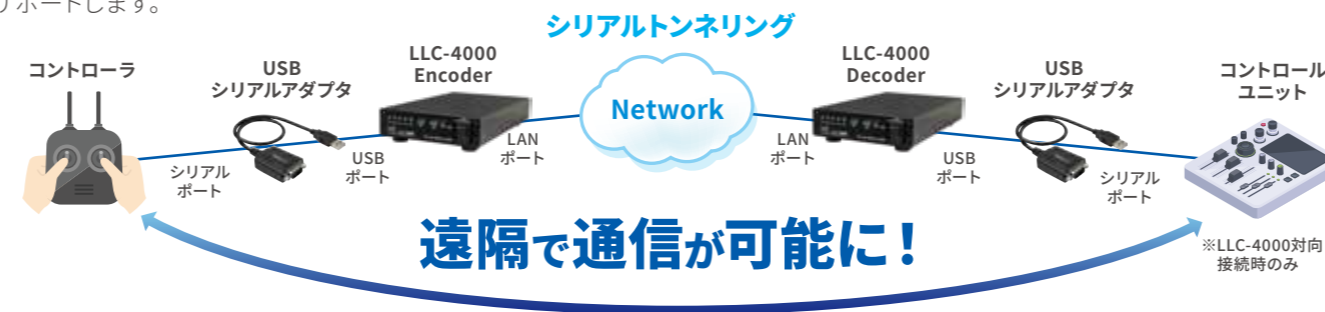 サポートします。
シリアルトンネリング
コントローラ
USB
シリアルアダプタ
LLC-4000
Encoder
Network
LLC-4000
Decoder
USB
シリアルアダプタ
コントロール
ユニット
シリアル
ポート
USB
ポート
LAN
ポート
LAN
ポート
USB
ポート
シリアル
ポート
遠隔で通信が可能に！
※LLC-4000対向
接続時のみ